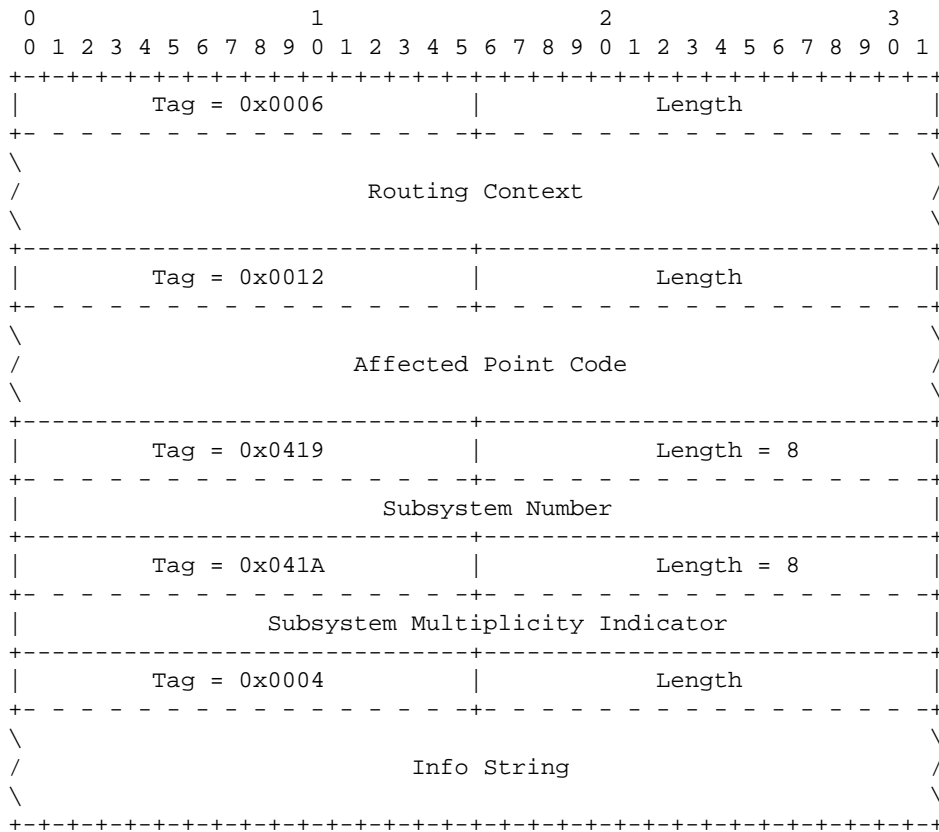 0                   1                   2                   3
 0 1 2 3 4 5 6 7 8 9 0 1 2 3 4 5 6 7 8 9 0 1 2 3 4 5 6 7 8 9 0 1
+-+-+-+-+-+-+-+-+-+-+-+-+-+-+-+-+-+-+-+-+-+-+-+-+-+-+-+-+-+-+-+-+
|         Tag = 0x0006          |            Length             |
+- - - - - - - - - - - - - - - -+- - - - - - - - - - - - - - - -+
\                                                               \
/                        Routing Context                        /
\                                                               \
+-------------------------------+-------------------------------+
|         Tag = 0x0012          |            Length             |
+- - - - - - - - - - - - - - - -+- - - - - - - - - - - - - - - -+
\                                                               \
/                       Affected Point Code                     /
\                                                               \
+-------------------------------+-------------------------------+
|         Tag = 0x0419          |            Length = 8         |
+- - - - - - - - - - - - - - - -+- - - - - - - - - - - - - - - -+
|                         Subsystem Number                      |
+-------------------------------+-------------------------------+
|         Tag = 0x041A          |            Length = 8         |
+- - - - - - - - - - - - - - - -+- - - - - - - - - - - - - - - -+
|                 Subsystem Multiplicity Indicator              |
+-------------------------------+-------------------------------+
|         Tag = 0x0004          |            Length             |
+- - - - - - - - - - - - - - - -+- - - - - - - - - - - - - - - -+
\                                                               \
/                           Info String                         /
\                                                               \
+-+-+-+-+-+-+-+-+-+-+-+-+-+-+-+-+-+-+-+-+-+-+-+-+-+-+-+-+-+-+-+-+